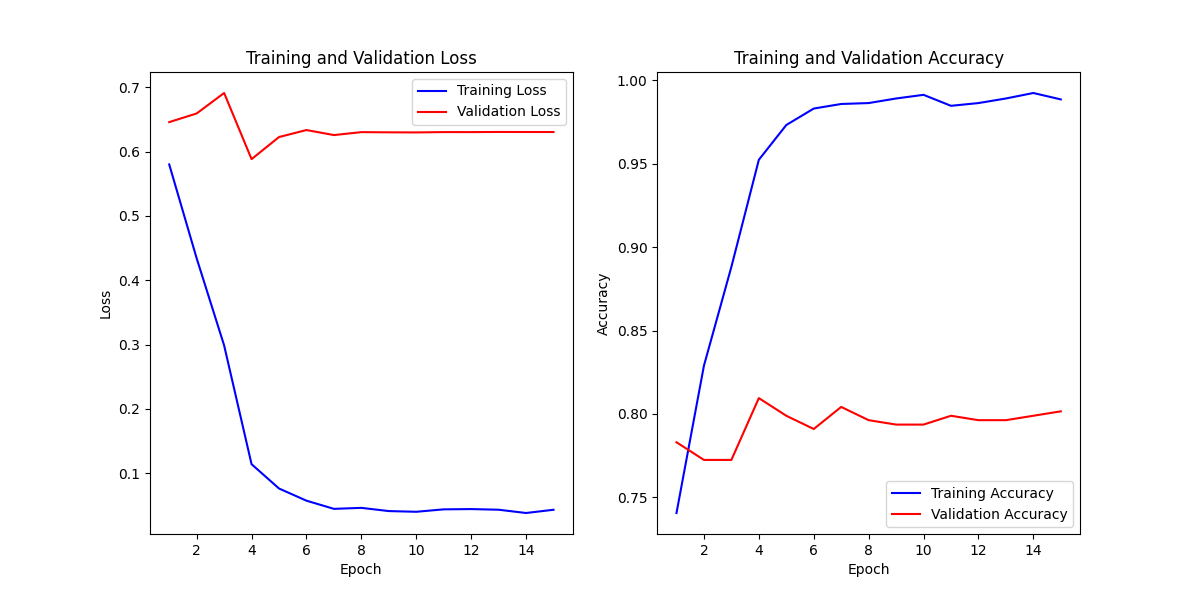 Training and Validation Loss
0.7
0.6
0.5
0.4
0.3
0.2
0.1
Loss
2 4 6 8 10 12 14
Epoch
Training Loss
Validation Loss
Training and Validation Accuracy
1.00
0.95
0.90
0.85
0.80
0.75
Accuracy
2 4 6 8 10 12 14
Epoch
Training Accuracy
Validation Accuracy